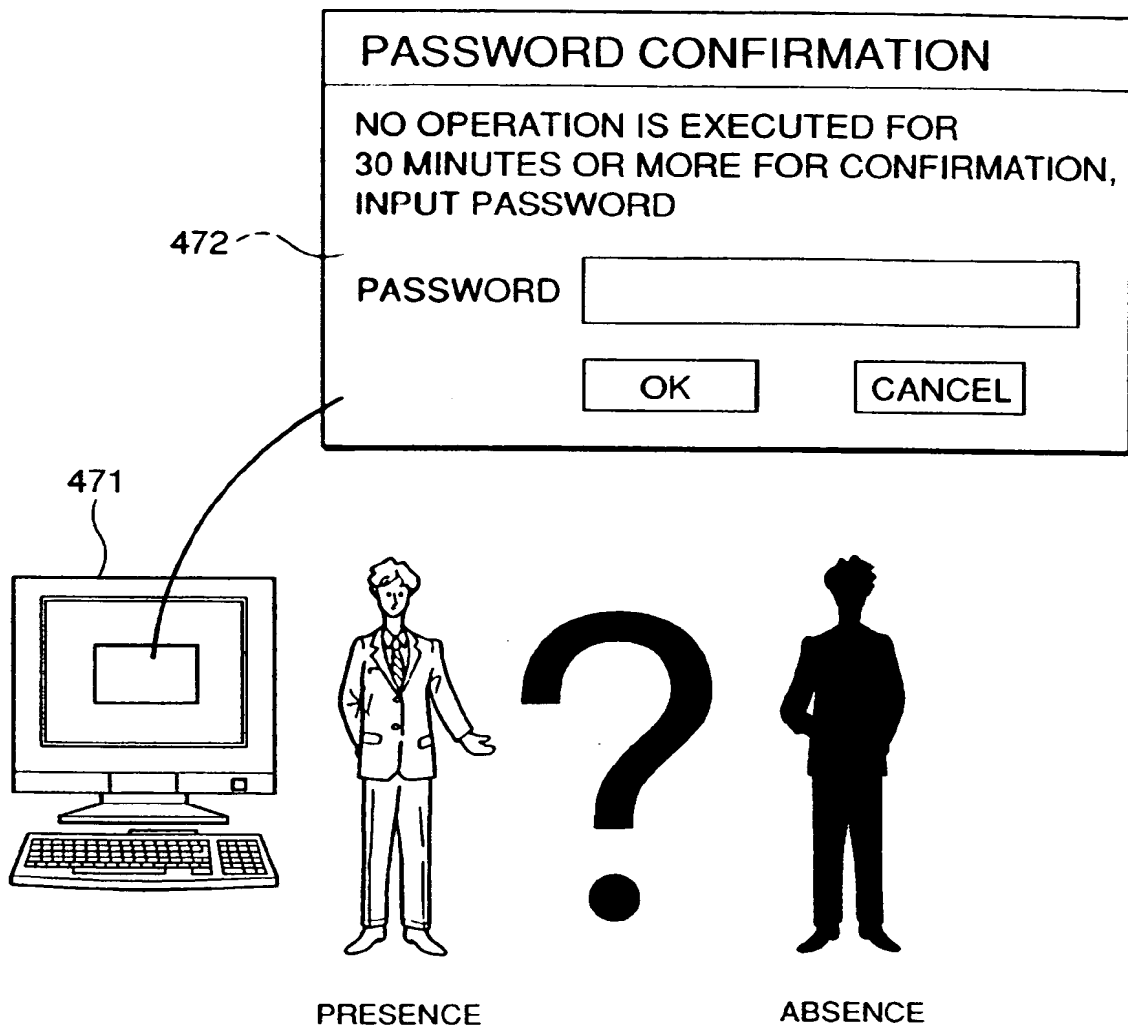 PASSWORD CONFIRMATION
NO OPERATION IS EXECUTED FOR
30 MINUTES OR MORE FOR CONFIRMATION,
INPUT PASSWORD
472
PASSWORD
OK CANCEL
471
PRESENCE ABSENCE